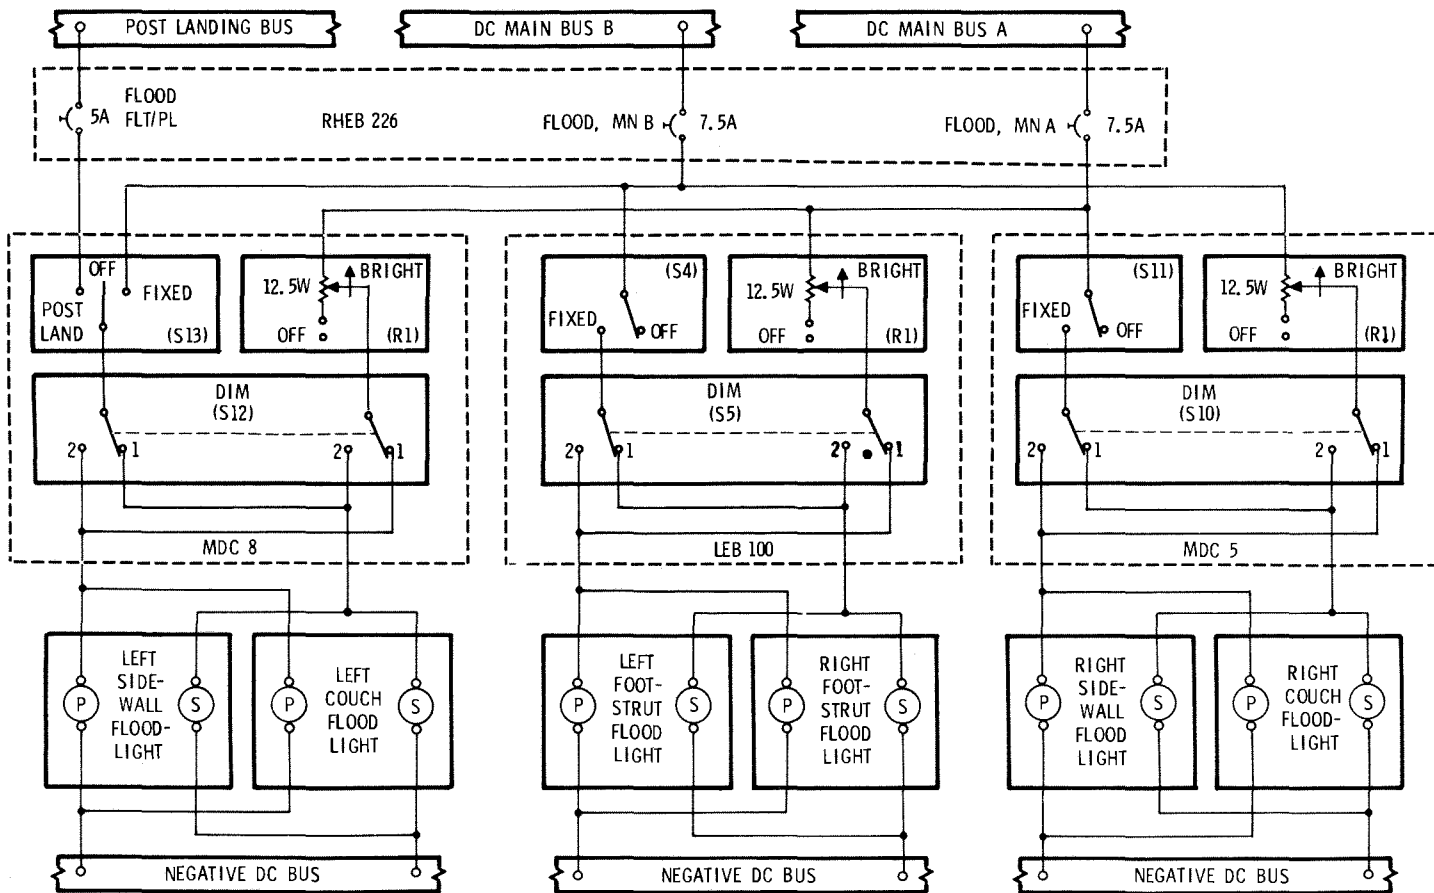 POST LANDING BUS
DC MAIN BUS B
DC MAIN BUS A
5A
FLOOD
FLT/PL
RHEB 226
FLOOD, MN B
7.5A
FLOOD, MN A
7.5A
OFF
POST
LAND
FIXED
(S13)
12.5W
BRIGHT
OFF
(R1)
(S4)
FIXED
OFF
12.5W
BRIGHT
OFF
(R1)
(S11)
FIXED
OFF
12.5W
BRIGHT
OFF
(R1)
DIM
(S12)
2
1
2
1
DIM
(S5)
2
1
2
1
DIM
(S10)
2
1
2
1
MDC 8
LEB 100
MDC 5
P
LEFT
SIDE-
WALL
FLOOD-
LIGHT
S
P
LEFT
COUCH
FLOOD
LIGHT
S
P
LEFT
FOOT-
STRUT
FLOOD
LIGHT
S
P
RIGHT
FOOT-
STRUT
FLOOD
LIGHT
S
P
RIGHT
SIDE-
WALL
FLOOD
LIGHT
S
P
RIGHT
COUCH
FLOOD-
LIGHT
S
NEGATIVE DC BUS
NEGATIVE DC BUS
NEGATIVE DC BUS